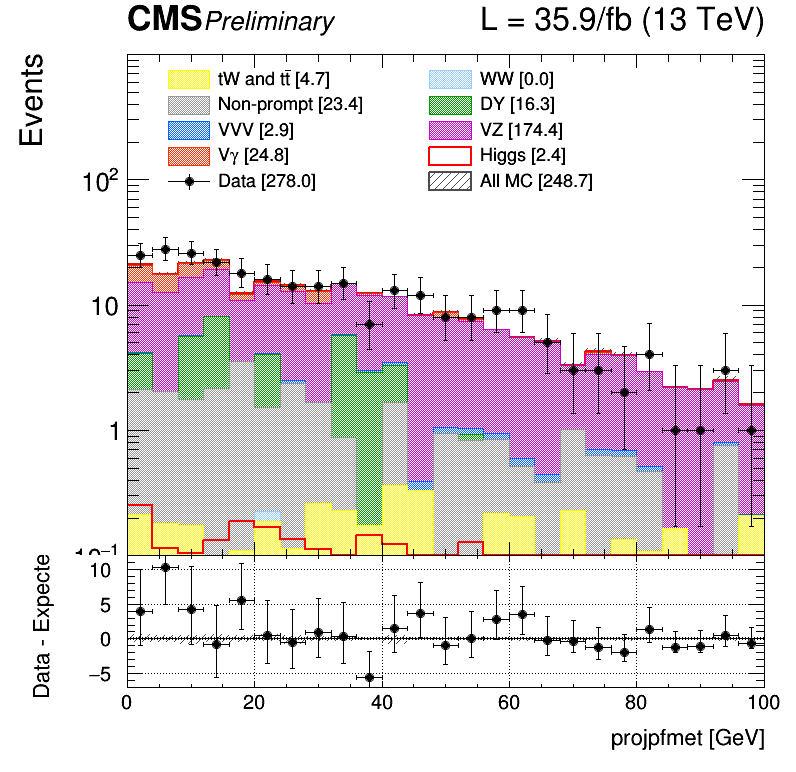 CMS Preliminary L = 35.9/fb (13 TeV)
Events
tW and tt̄ [4.7] WW [0.0]
Non-prompt [23.4] DY [16.3]
VVV [2.9] VZ [174.4]
Vγ [24.8] Higgs [2.4]
Data [278.0] All MC [248.7]
10²
10
1
10⁻¹
Data - Expecte
10
5
0
−5
0 20 40 60 80 100
projpfmet [GeV]